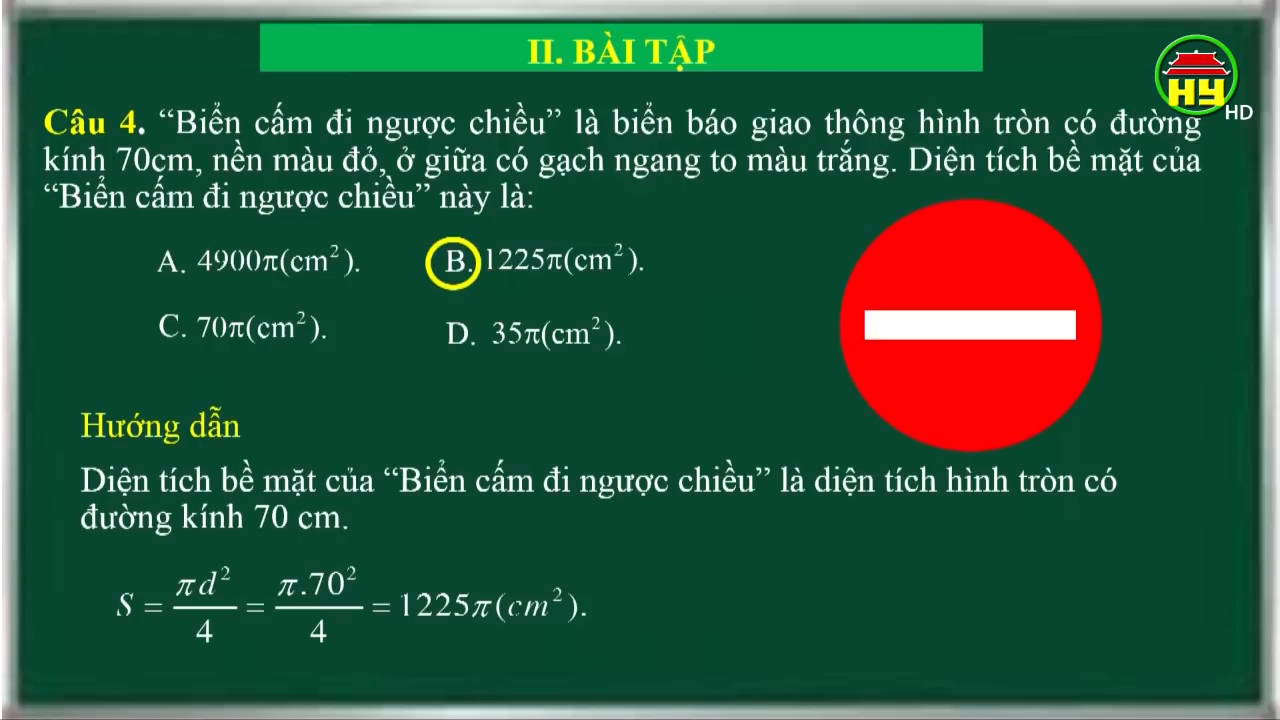 II. BÀI TẬP
HY HD
Câu 4. “Biển cấm đi ngược chiều” là biển báo giao thông hình tròn có đường
kính 70cm, nền màu đỏ, ở giữa có gạch ngang to màu trắng. Diện tích bề mặt của
“Biển cấm đi ngược chiều” này là:
A. 4900π(cm²). B. 1225π(cm²).
C. 70π(cm²). D. 35π(cm²).
Hướng dẫn
Diện tích bề mặt của “Biển cấm đi ngược chiều” là diện tích hình tròn có
đường kính 70 cm.
S = πd²/4 = π.70²/4 = 1225π(cm²).